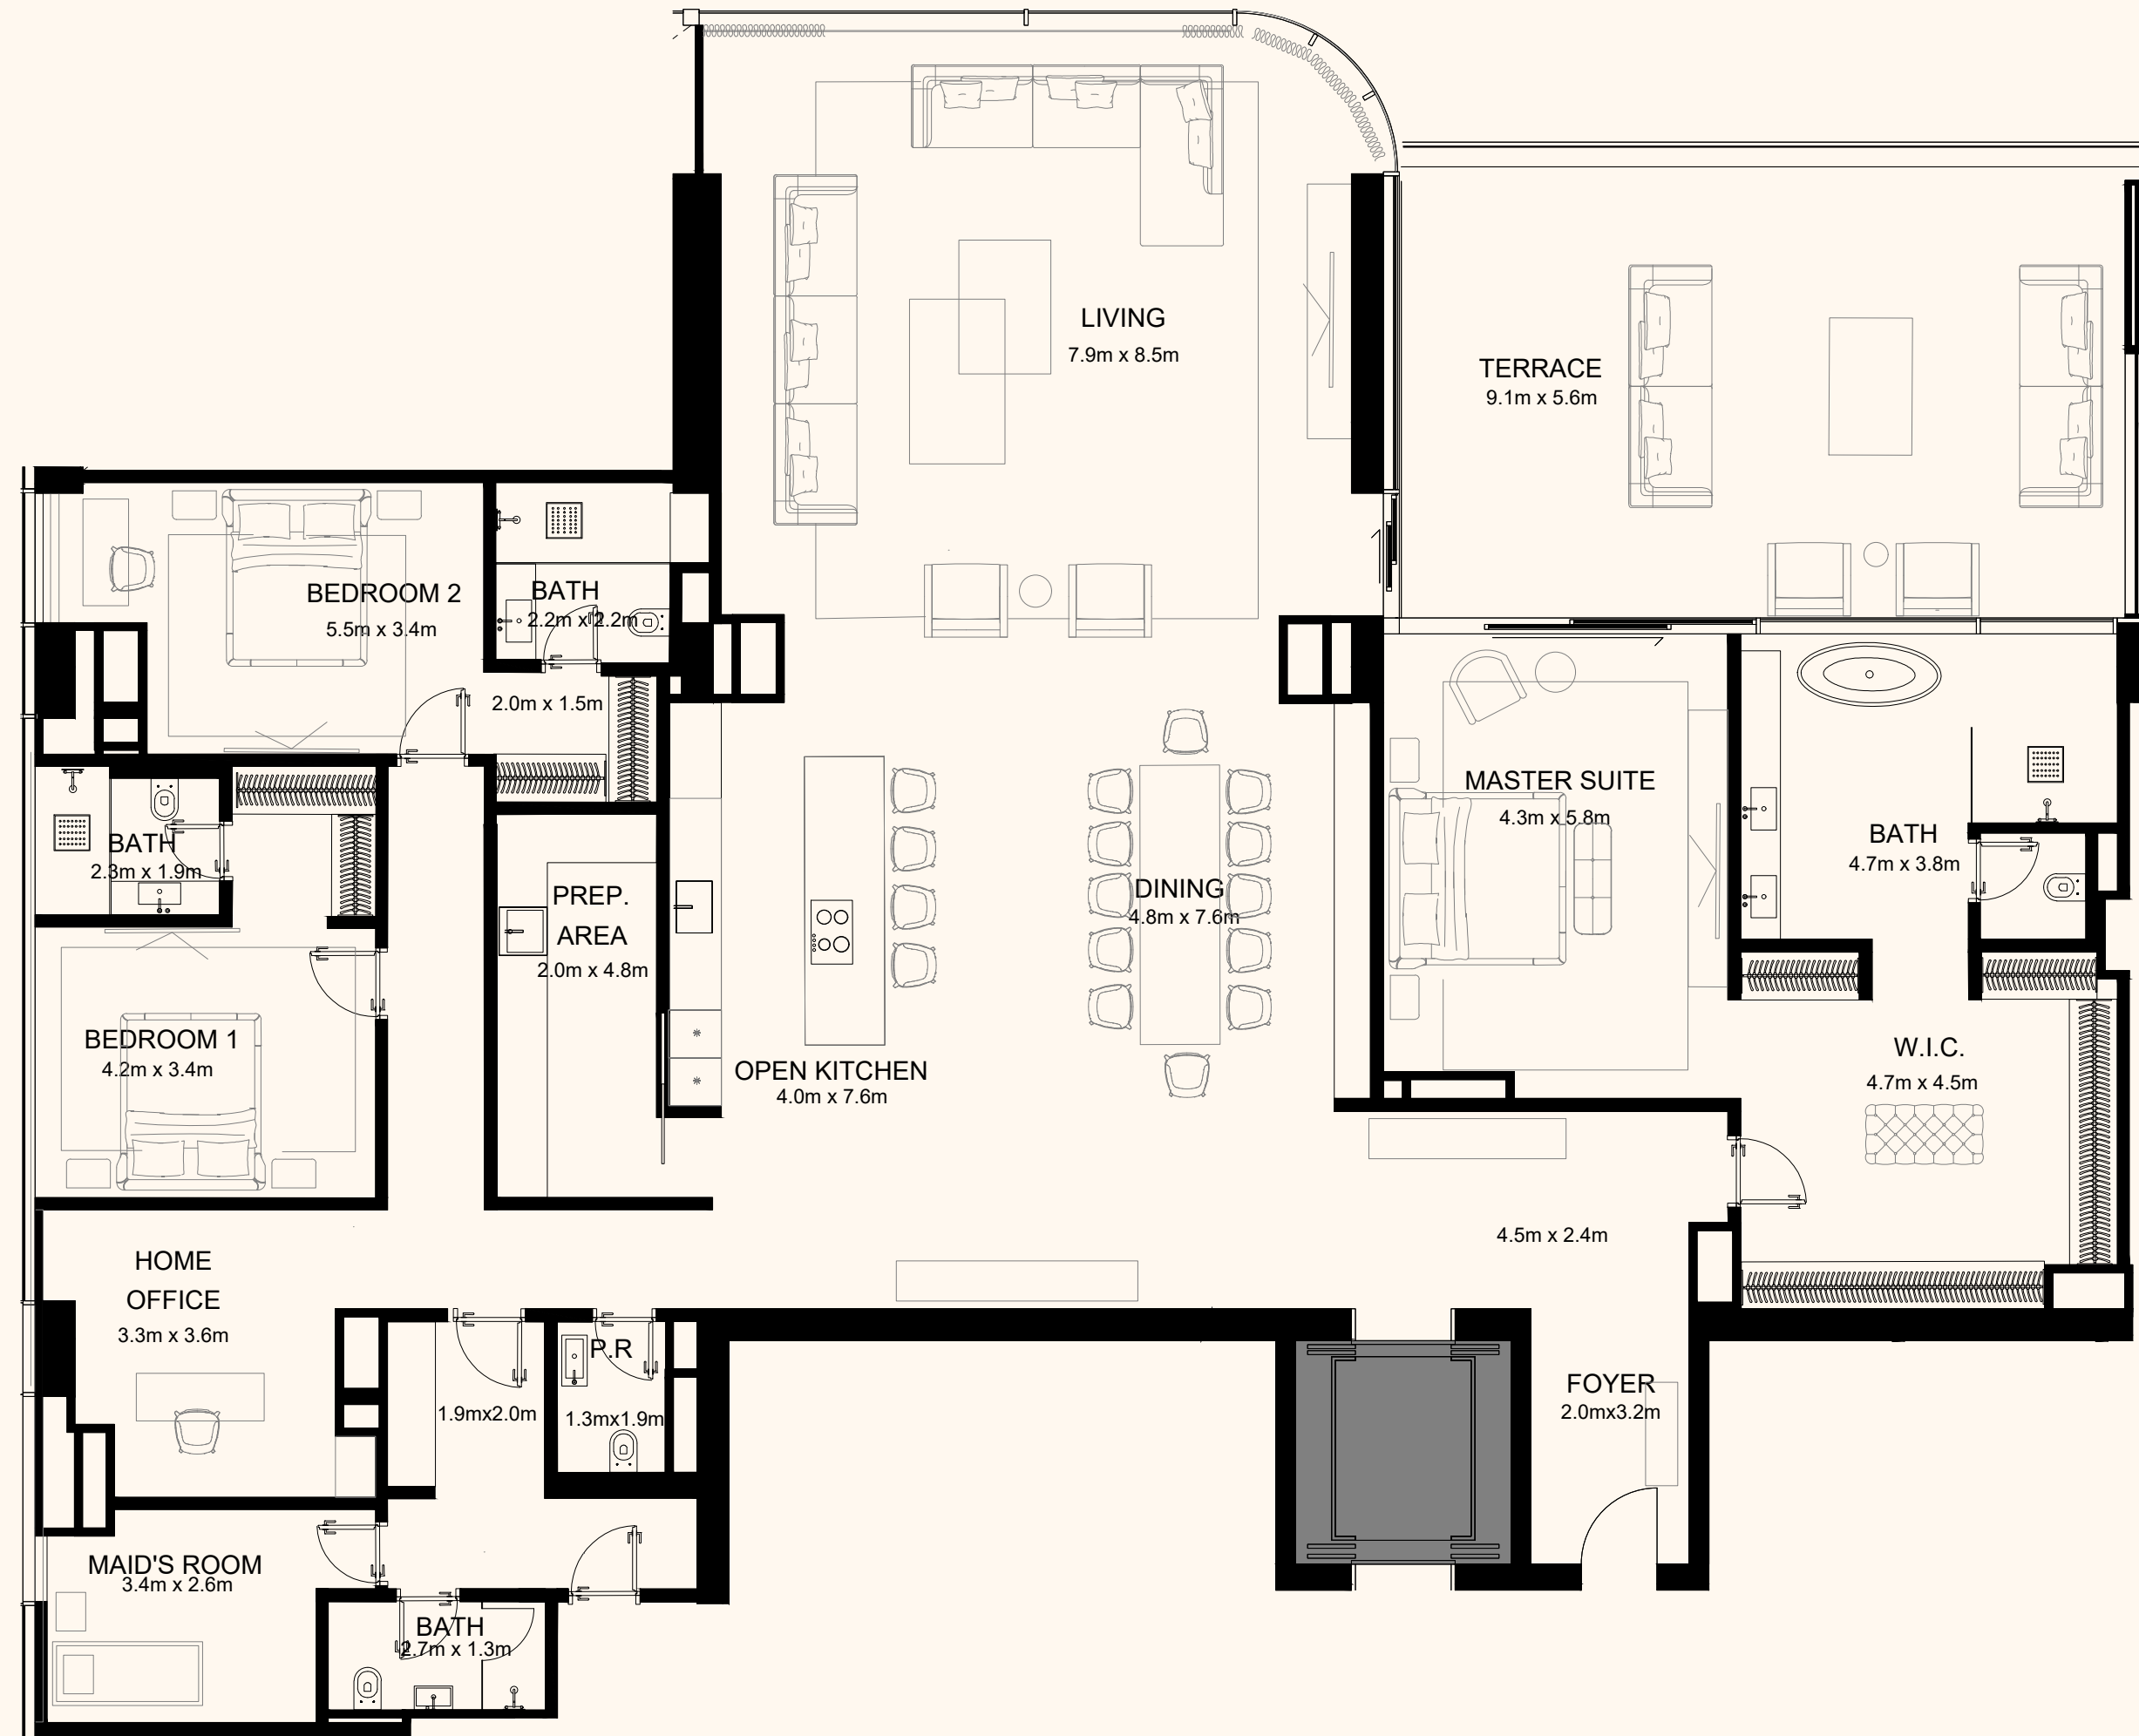 LIVING
7.9m x 8.5m
TERRACE
9.1m x 5.6m
BEDROOM 2
5.5m x 3.4m
BATH
2.2m x 2.2m
2.0m x 1.5m
MASTER SUITE
4.3m x 5.8m
BATH
4.7m x 3.8m
BATH
2.3m x 1.9m
PREP.
AREA
2.0m x 4.8m
DINING
4.8m x 7.6m
BEDROOM 1
4.2m x 3.4m
OPEN KITCHEN
4.0m x 7.6m
W.I.C.
4.7m x 4.5m
4.5m x 2.4m
HOME
OFFICE
3.3m x 3.6m
P.R
1.3mx1.9m
1.9mx2.0m
FOYER
2.0mx3.2m
MAID'S ROOM
3.4m x 2.6m
BATH
2.7m x 1.3m